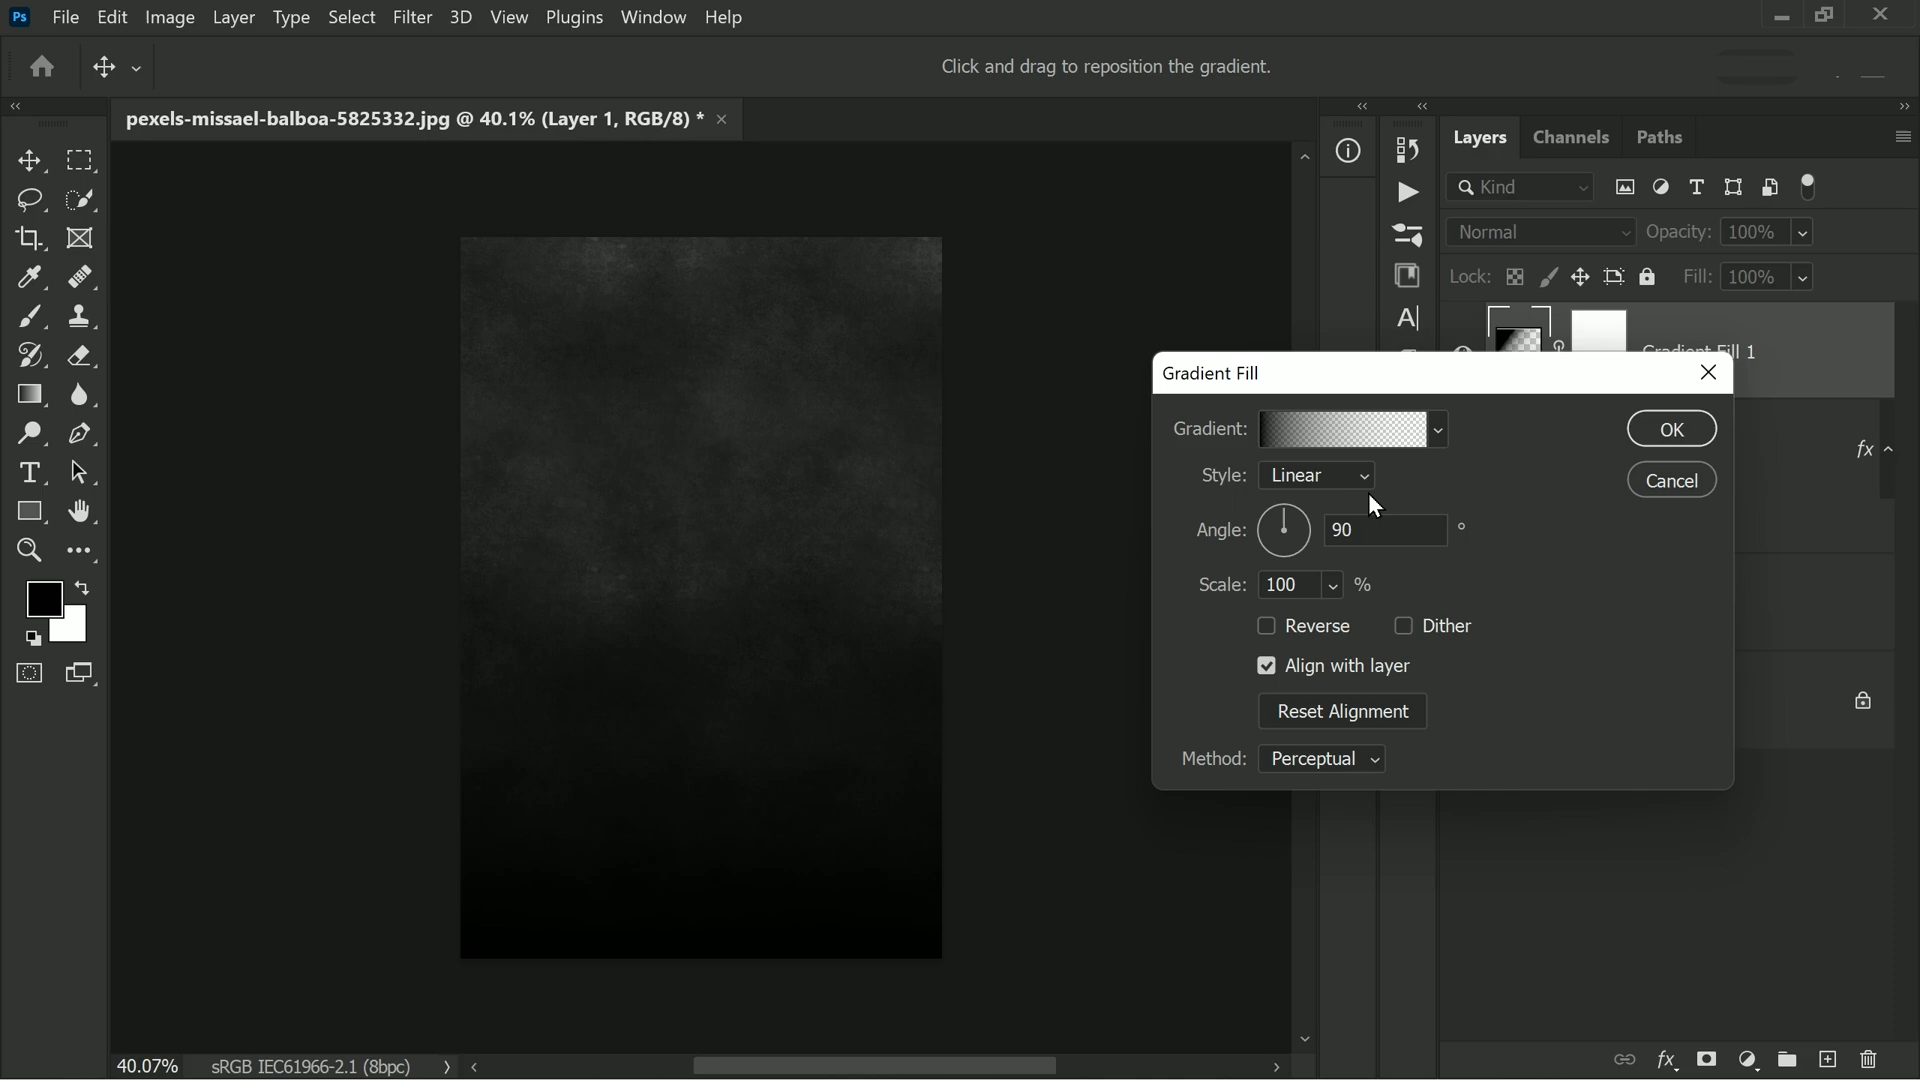 Ps File Edit Image Layer Type Select Filter 3D View Plugins Window Help
Click and drag to reposition the gradient.
pexels-missael-balboa-5825332.jpg @ 40.1% (Layer 1, RGB/8) *
Layers Channels Paths
Kind
Normal Opacity: 100%
Lock: Fill: 100%
Gradient Fill 1
Gradient Fill
Gradient: OK
Style: Linear Cancel
fx
Angle: 90 °
Scale: 100 %
Reverse Dither
Align with layer
Reset Alignment
Method: Perceptual
40.07% sRGB IEC61966-2.1 (8bpc)
fx